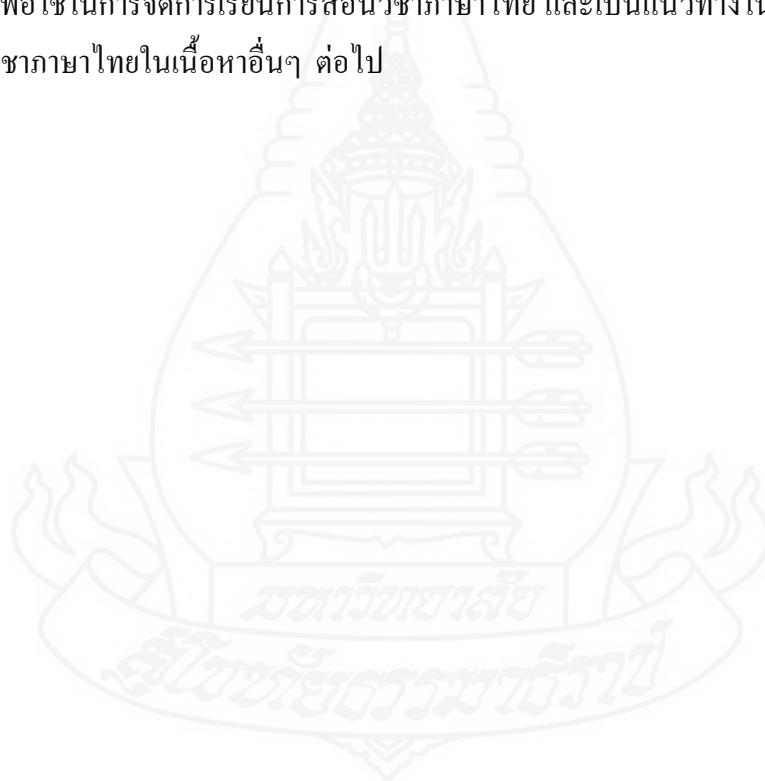 พื่อใช้ในการจัดการเรียนการสอนวิชาภาษาไทย และเป็นแนวทางใน
ชาภาษาไทยในเนื้อหาอื่นๆ ต่อไป
มหาวิทยาลัย
สุโขทัยธรรมาธิราช